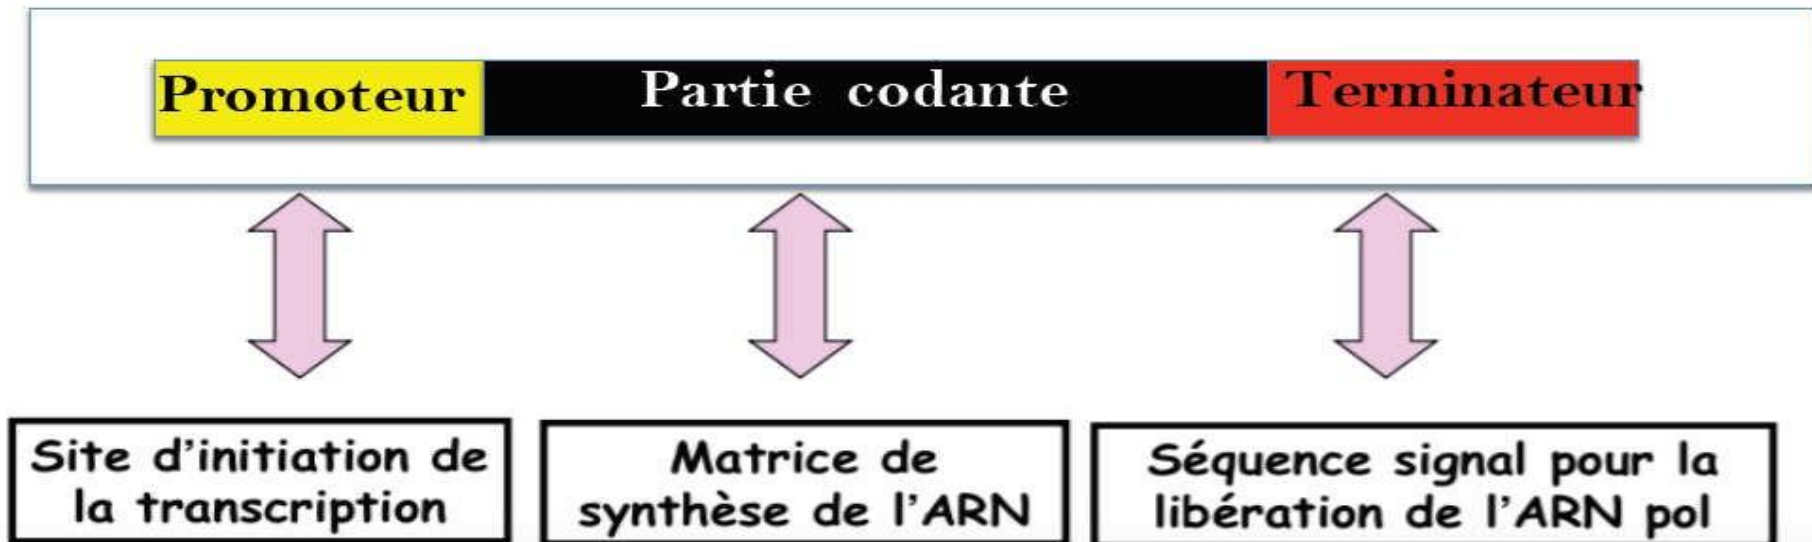 Promoteur Partie codante Terminateur
Site d'initiation de
la transcription
Matrice de
synthèse de l'ARN
Séquence signal pour la
libération de l'ARN pol